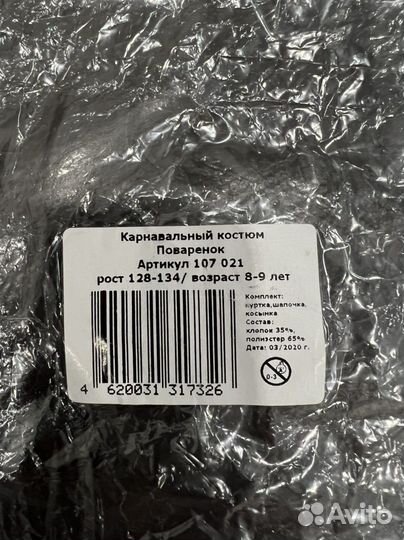 Карнавальный костюм
Поваренок
Артикул 107 021
рост 128-134/ возраст 8-9 лет
Комплект:
куртка,шапочка,
косынка
Состав:
хлопок 35%,
полиэстер 65%
Дата: 03/2020 г.
0-3
4 620031 317326
Avito